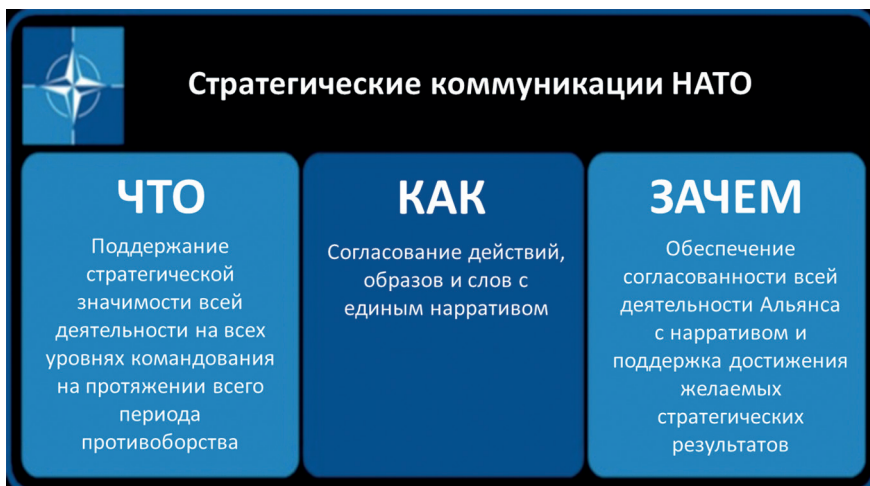 Стратегические коммуникации НАТО
ЧТО
Поддержание
стратегической
значимости всей
деятельности на всех
уровнях командования
на протяжении всего
периода
противоборства
КАК
Согласование действий,
образов и слов с
единым нарративом
ЗАЧЕМ
Обеспечение
согласованности всей
деятельности Альянса
с нарративом и
поддержка достижения
желаемых
стратегических
результатов